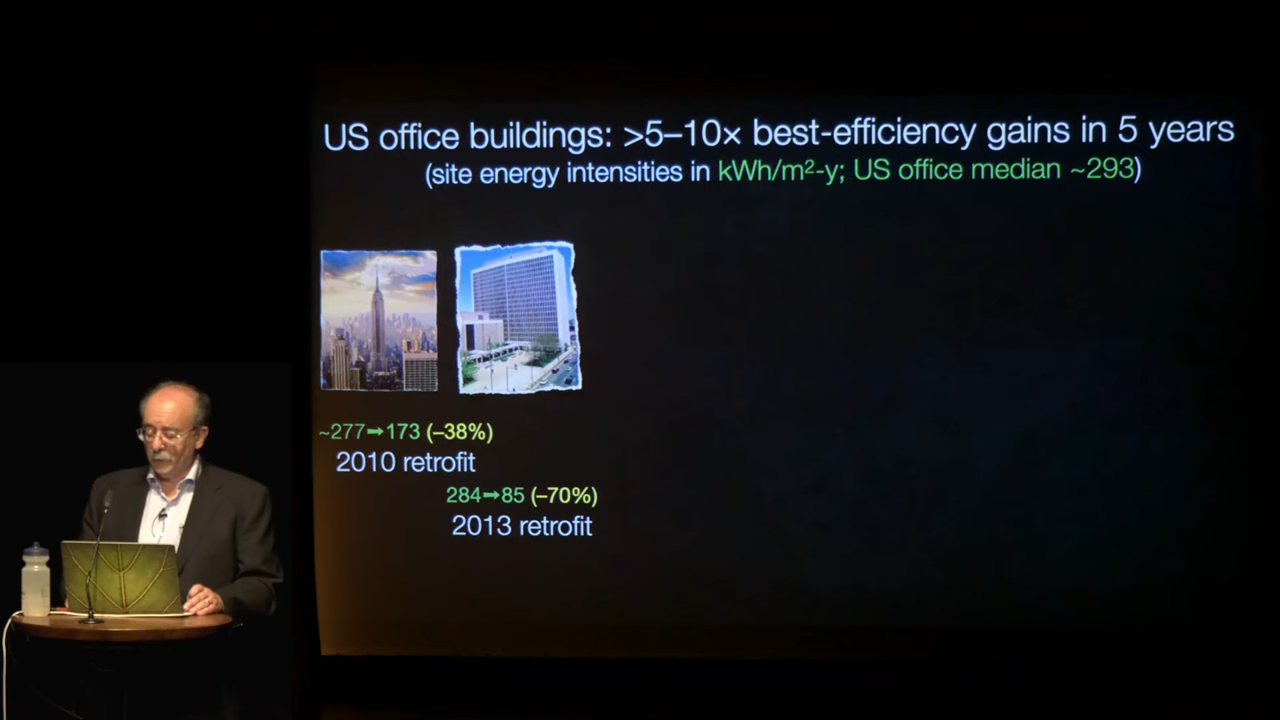 US office buildings: >5–10× best-efficiency gains in 5 years
(site energy intensities in kWh/m²-y; US office median ~293)
~277➞173 (–38%)
2010 retrofit
284➞85 (–70%)
2013 retrofit